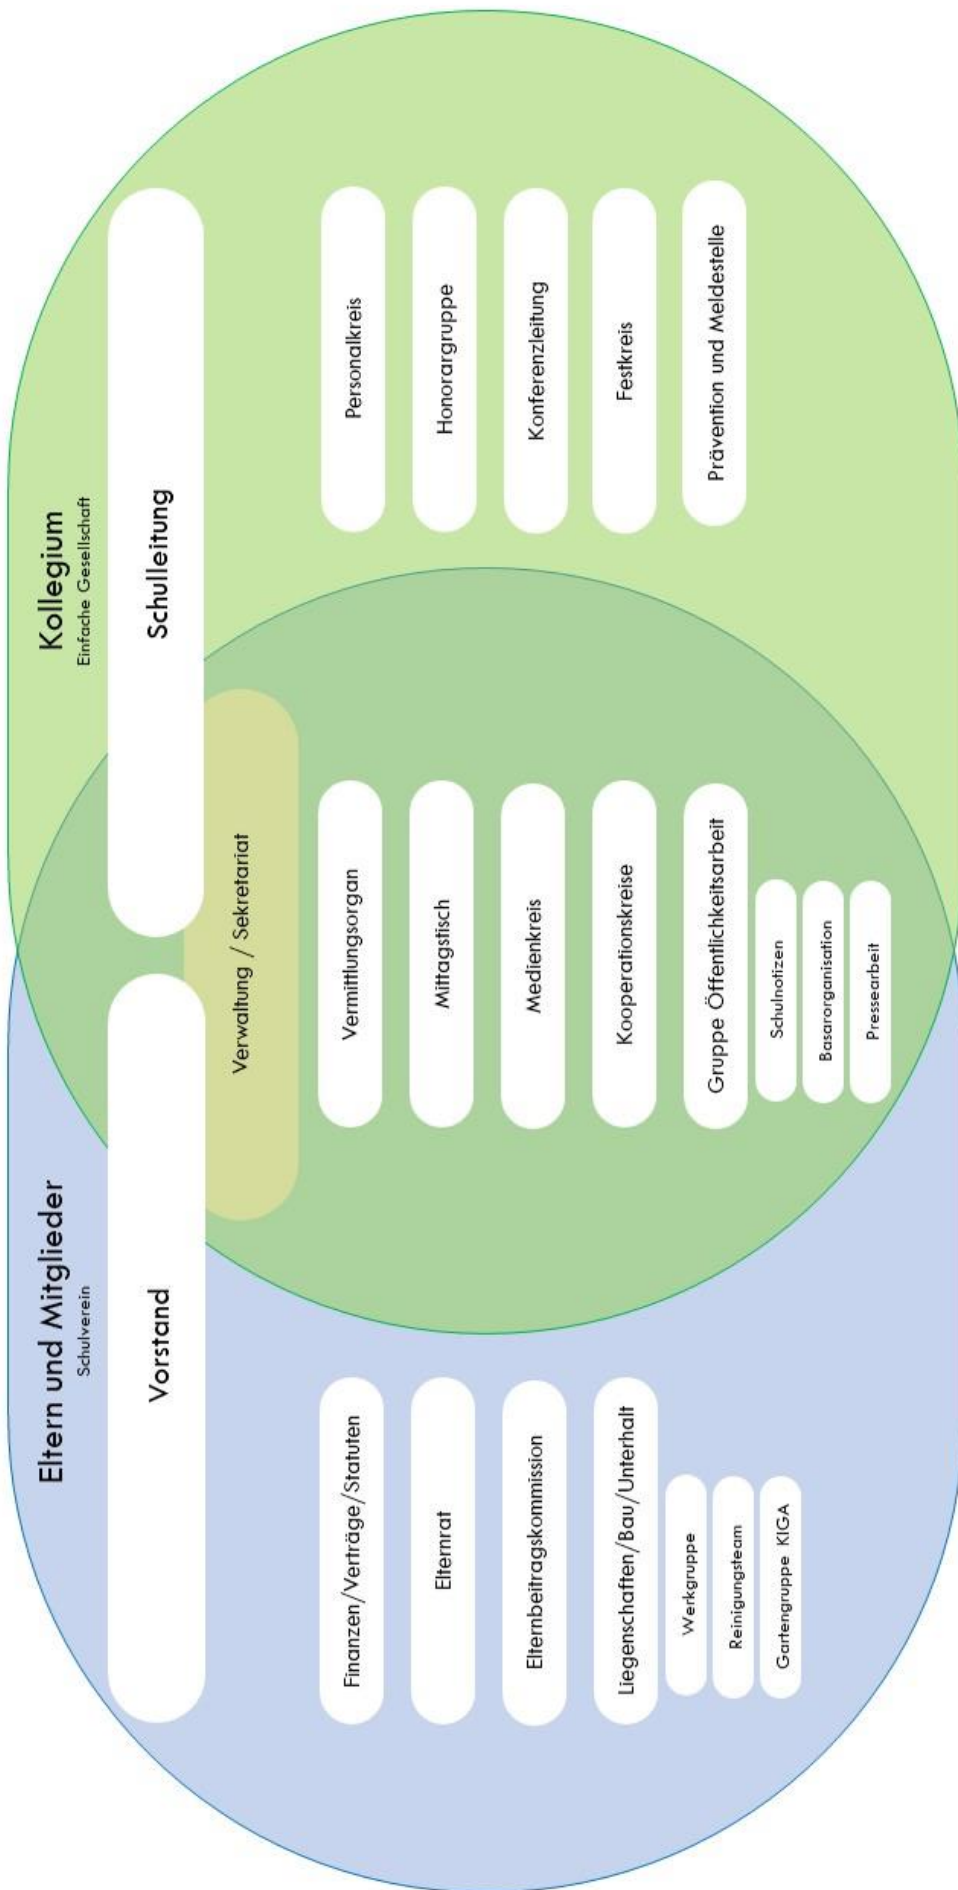 Eltern und Mitglieder
Schulverein
Kollegium
Einfache Gesellschaft
Vorstand
Schulleitung
Verwaltung / Sekretariat
Finanzen/Verträge/Statuten
Elternrat
Elternbeitragskommission
Liegenschaften/Bau/Unterhalt
Werkgruppe
Reinigungsteam
Gartengruppe KIGA
Vermittlungsorgan
Mittagstisch
Medienkreis
Kooperationskreise
Gruppe Öffentlichkeitsarbeit
Schulnotizen
Basarorganisation
Pressearbeit
Personalkreis
Honorargruppe
Konferenzleitung
Festkreis
Prävention und Meldestelle